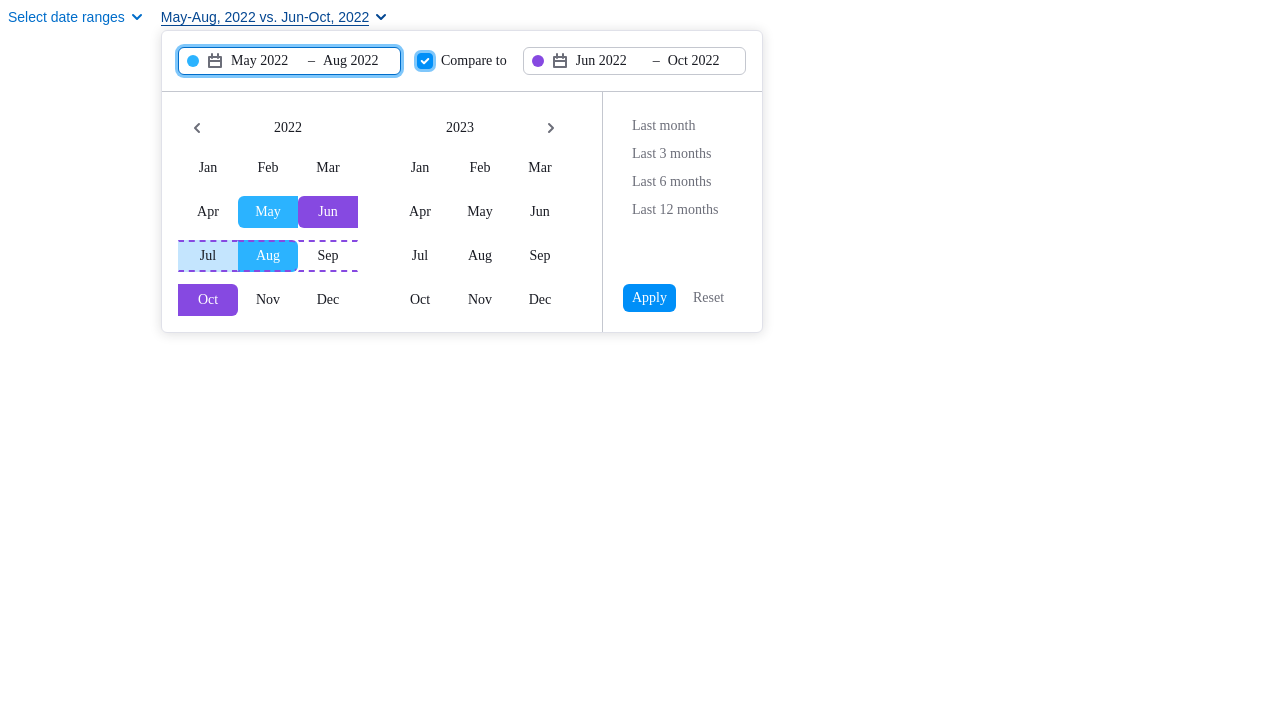 Select date ranges May-Aug, 2022 vs. Jun-Oct, 2022
May 2022 – Aug 2022 Compare to Jun 2022 – Oct 2022
2022 2023
Jan Feb Mar Jan Feb Mar
Apr May Jun Apr May Jun
Jul Aug Sep Jul Aug Sep
Oct Nov Dec Oct Nov Dec
Last month
Last 3 months
Last 6 months
Last 12 months
Apply Reset